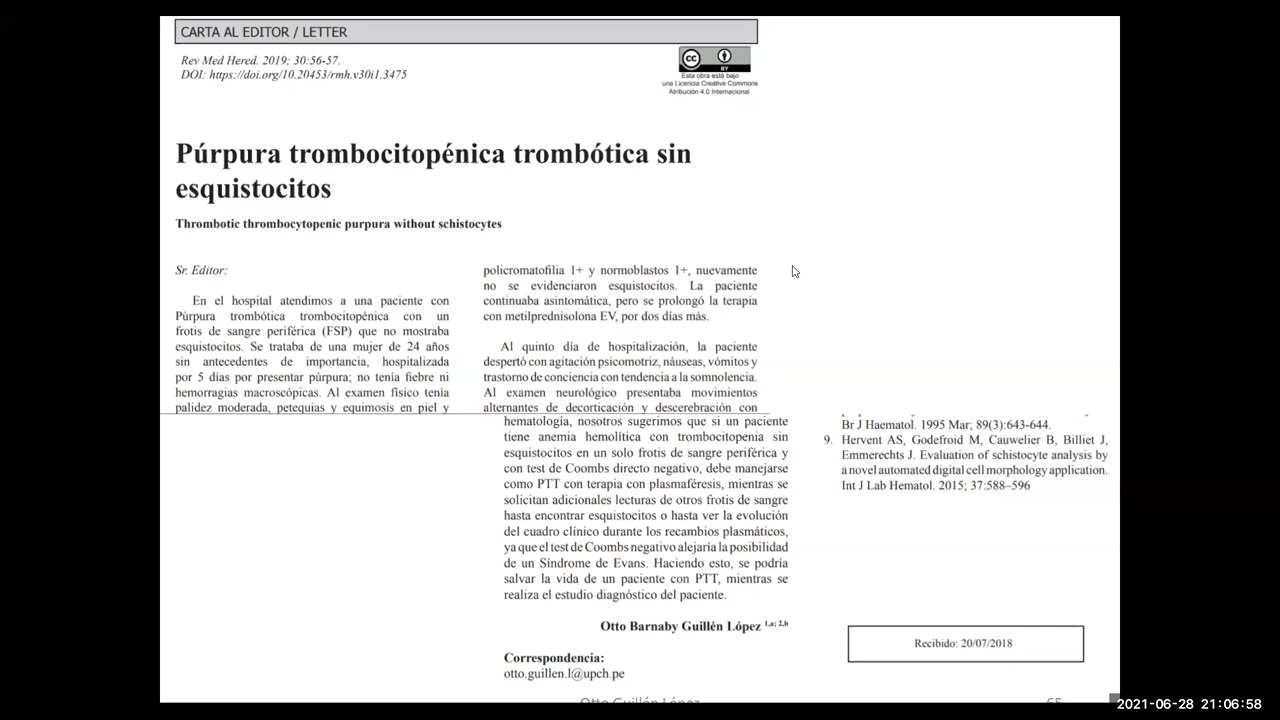 CARTA AL EDITOR / LETTER
Rev Med Hered. 2019; 30:56-57.
DOI: https://doi.org/10.20453/rmh.v30i1.3475
cc
BY
Esta obra está bajo
una Licencia Creative Commons
Atribución 4.0 Internacional.
Púrpura trombocitopénica trombótica sin
esquistocitos
Thrombotic thrombocytopenic purpura without schistocytes
Sr. Editor:
En el hospital atendimos a una paciente con
Púrpura trombótica trombocitopénica con un
frotis de sangre periférica (FSP) que no mostraba
esquistocitos. Se trataba de una mujer de 24 años
sin antecedentes de importancia, hospitalizada
por 5 días por presentar púrpura; no tenía fiebre ni
hemorragias macroscópicas. Al examen físico tenía
palidez moderada, petequias y equimosis en piel y
policromatofilia 1+ y normoblastos 1+, nuevamente
no se evidenciaron esquistocitos. La paciente
continuaba asintomática, pero se prolongó la terapia
con metilprednisolona EV, por dos días más.
Al quinto día de hospitalización, la paciente
despertó con agitación psicomotriz, náuseas, vómitos y
trastorno de conciencia con tendencia a la somnolencia.
Al examen neurológico presentaba movimientos
alternantes de decorticación y descerebración con
hematología, nosotros sugerimos que si un paciente
tiene anemia hemolítica con trombocitopenia sin
esquistocitos en un solo frotis de sangre periférica y
con test de Coombs directo negativo, debe manejarse
como PTT con terapia con plasmaféresis, mientras se
solicitan adicionales lecturas de otros frotis de sangre
hasta encontrar esquistocitos o hasta ver la evolución
del cuadro clínico durante los recambios plasmáticos,
ya que el test de Coombs negativo alejaría la posibilidad
de un Síndrome de Evans. Haciendo esto, se podría
salvar la vida de un paciente con PTT, mientras se
realiza el estudio diagnóstico del paciente.
Otto Barnaby Guillén López 1,a; 2,b
Correspondencia:
otto.guillen.l@upch.pe
Br J Haematol. 1995 Mar; 89(3):643-644.
9. Hervent AS, Godefroid M, Cauwelier B, Billiet J,
Emmerechts J. Evaluation of schistocyte analysis by
a novel automated digital cell morphology application.
Int J Lab Hematol. 2015; 37:588–596
Recibido: 20/07/2018
Otto Guillén López
65
2021-06-28 21:06:58